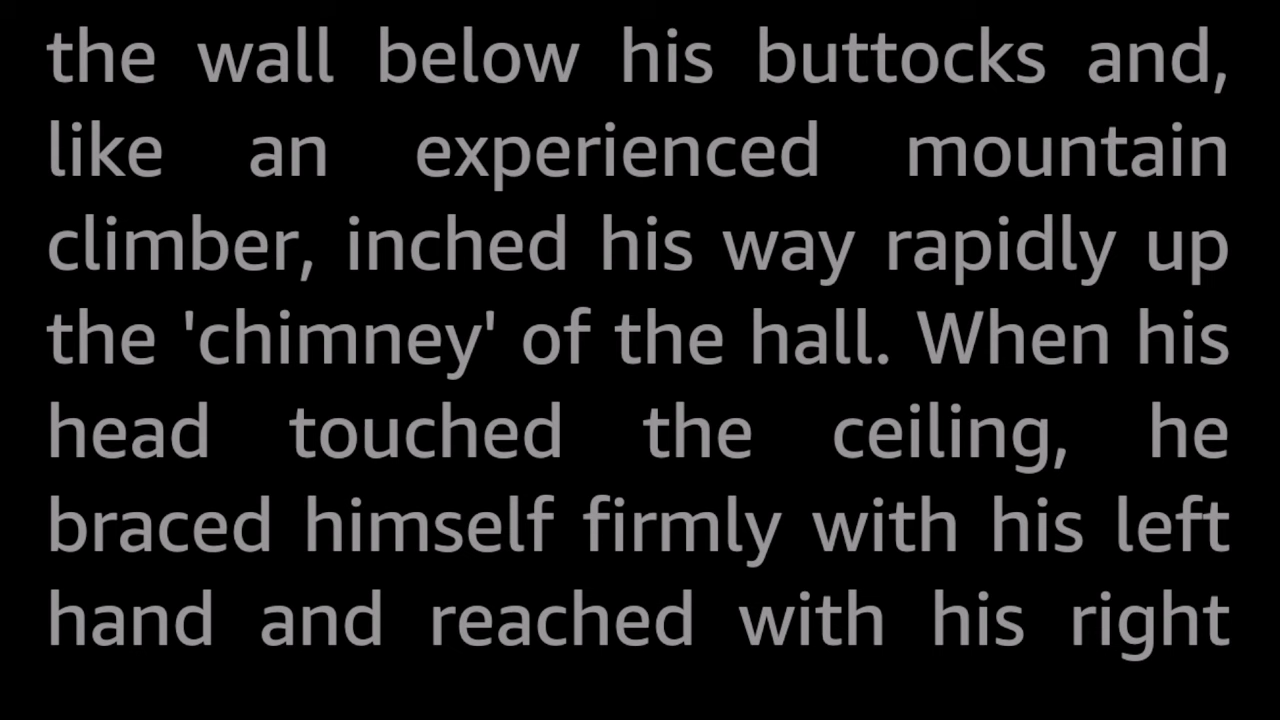 the wall below his buttocks and,
like an experienced mountain
climber, inched his way rapidly up
the 'chimney' of the hall. When his
head touched the ceiling, he
braced himself firmly with his left
hand and reached with his right